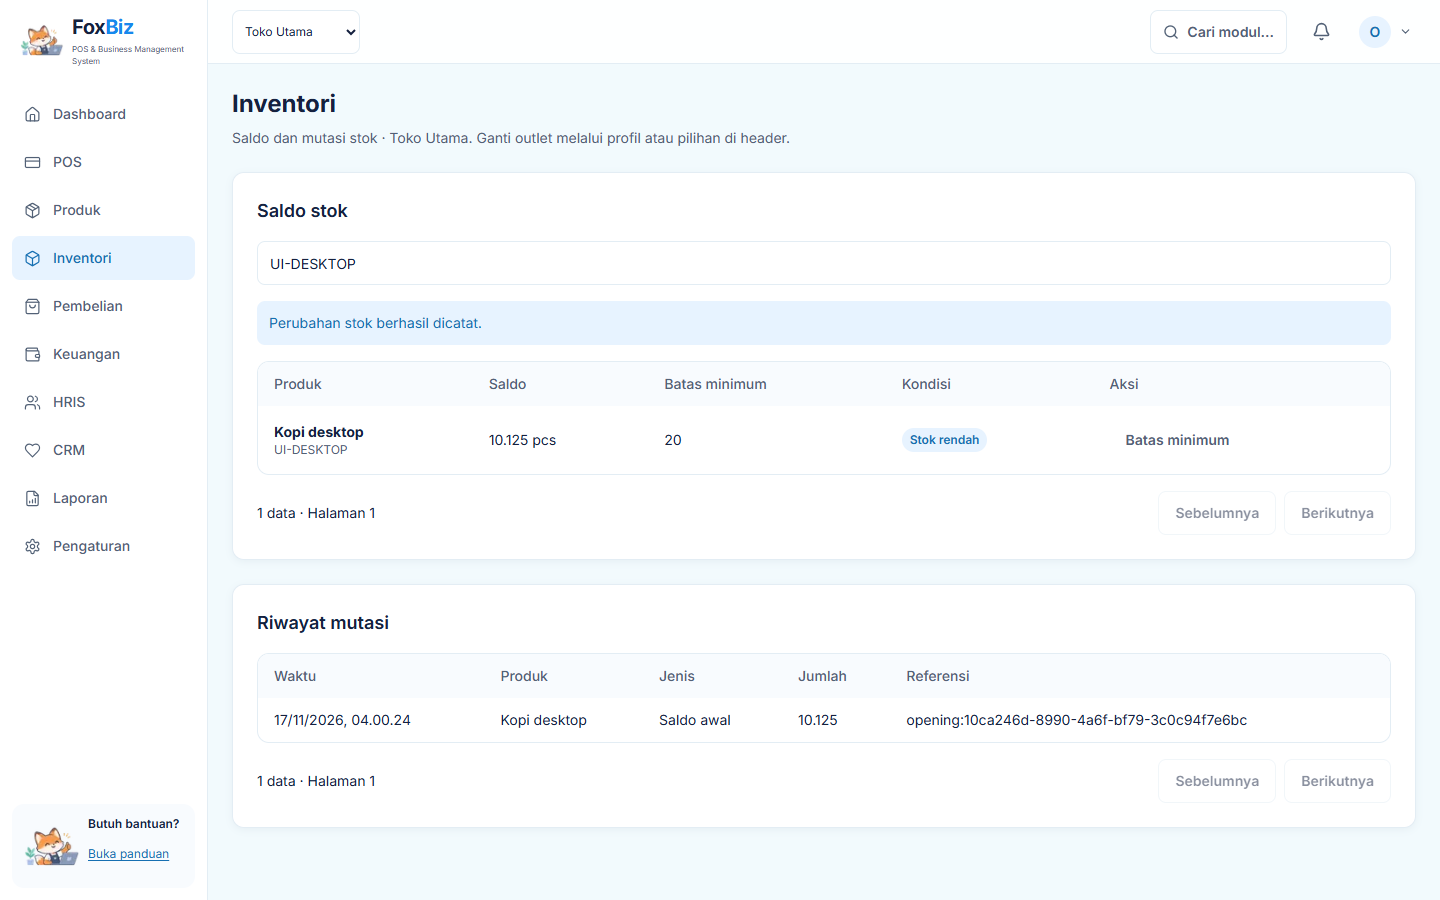 FoxBiz
POS & Business Management
System
Toko Utama
Cari modul...
O
Dashboard
POS
Produk
Inventori
Pembelian
Keuangan
HRIS
CRM
Laporan
Pengaturan
Butuh bantuan?
Buka panduan
Inventori
Saldo dan mutasi stok · Toko Utama. Ganti outlet melalui profil atau pilihan di header.
Saldo stok
UI-DESKTOP
Perubahan stok berhasil dicatat.
Produk Saldo Batas minimum Kondisi Aksi
Kopi desktop
UI-DESKTOP
10.125 pcs 20 Stok rendah Batas minimum
1 data · Halaman 1 Sebelumnya Berikutnya
Riwayat mutasi
Waktu Produk Jenis Jumlah Referensi
17/11/2026, 04.00.24 Kopi desktop Saldo awal 10.125 opening:10ca246d-8990-4a6f-bf79-3c0c94f7e6bc
1 data · Halaman 1 Sebelumnya Berikutnya